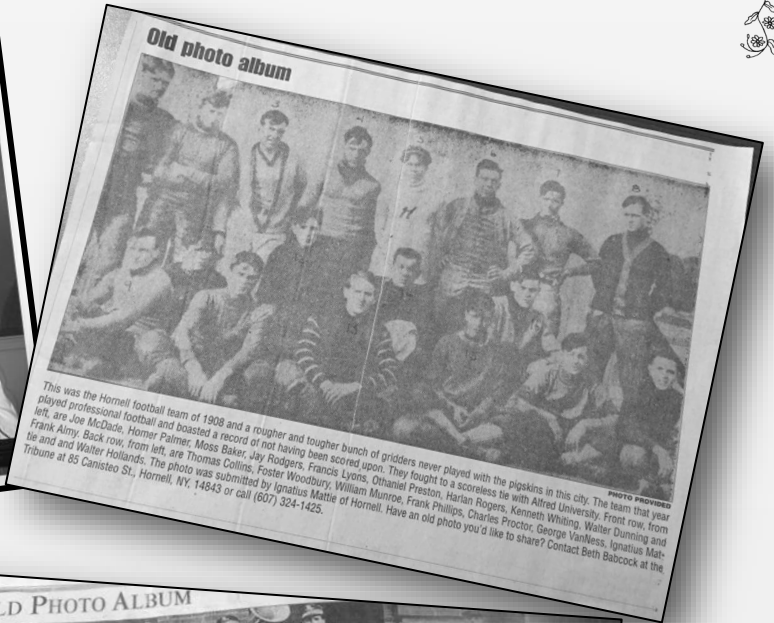 Old photo album
H
PHOTO PROVIDED
This was the Hornell football team of 1908 and a rougher and tougher bunch of gridders never played with the pigskins in this city. The team that year
played professional football and boasted a record of not having been scored upon. They fought to a scoreless tie with Alfred University. Front row, from
left, are Joe McDade, Homer Palmer, Moss Baker, Jay Rodgers, Francis Lyons, Othaniel Preston, Harlan Rogers, Kenneth Whiting, Walter Dunning and
Frank Almy. Back row, from left, are Thomas Collins, Foster Woodbury, William Munroe, Frank Phillips, Charles Proctor, George VanNess, Ignatius Mat-
tie and and Walter Hollands. The photo was submitted by Ignatius Mattie of Hornell. Have an old photo you'd like to share? Contact Beth Babcock at the
Tribune at 85 Canisteo St., Hornell, NY, 14843 or call (607) 324-1425.
LD PHOTO ALBUM